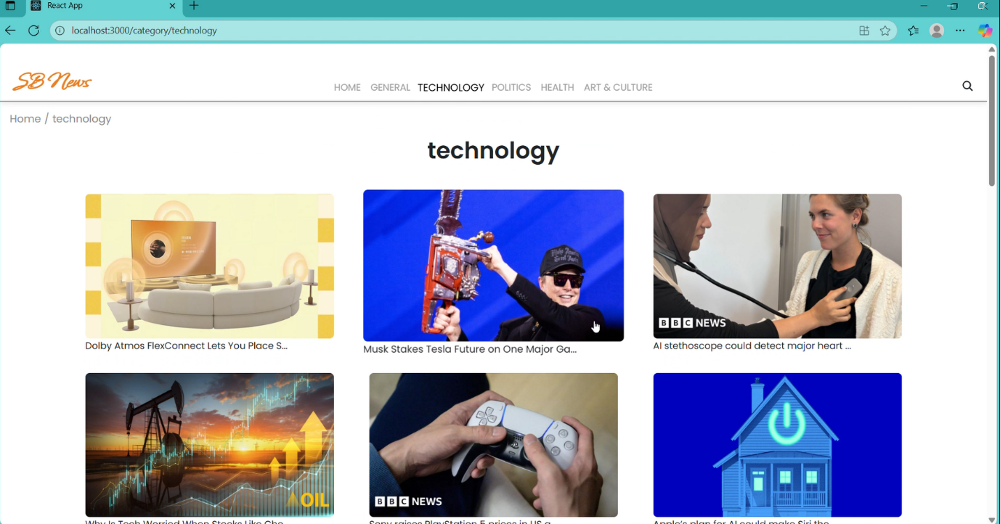 React App
localhost:3000/category/technology
SB News
HOME GENERAL TECHNOLOGY POLITICS HEALTH ART & CULTURE
Home / technology
technology
BBC NEWS
Dolby Atmos FlexConnect Lets You Place S...
Musk Stakes Tesla Future on One Major Ga...
AI stethoscope could detect major heart ...
OIL
BBC NEWS
Why Is Tech Worried When Stocks Like Che...
Sony raises PlayStation 5 prices in US a...
Apple's plan for AI could make Siri the...